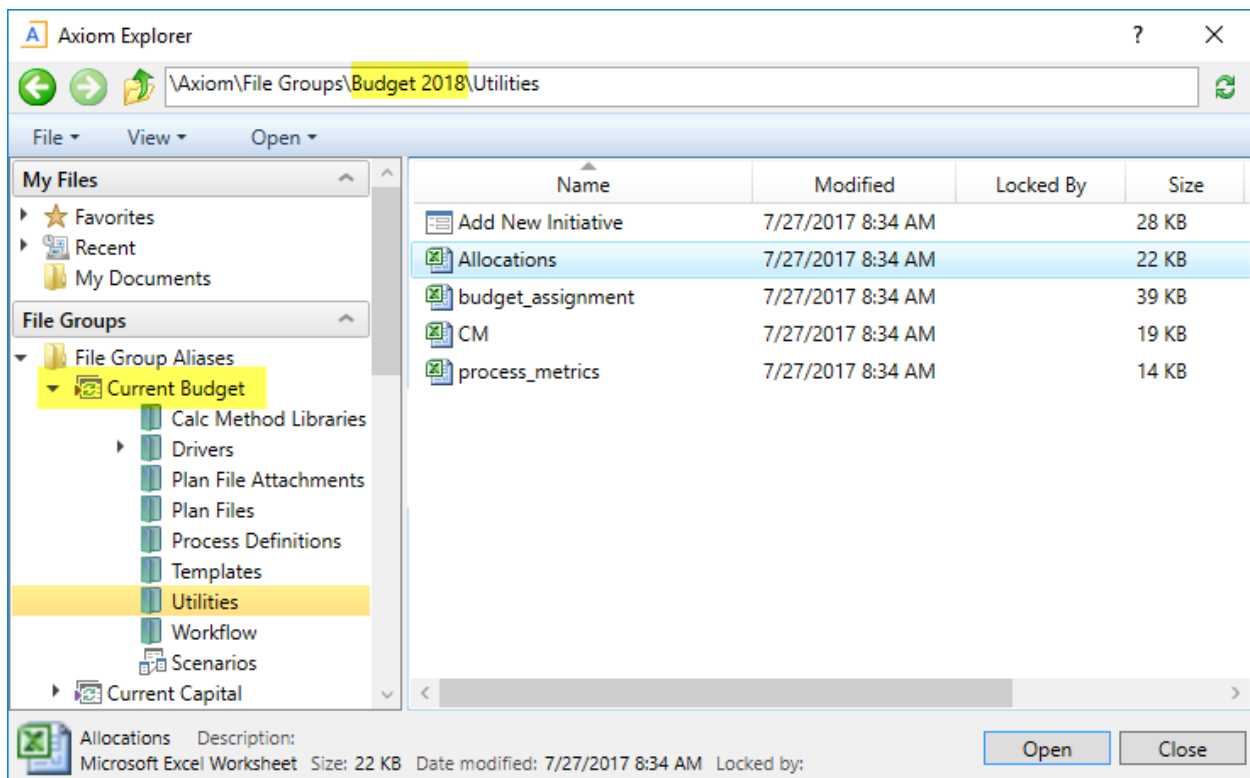 A Axiom Explorer ?
\Axiom\File Groups\Budget 2018\Utilities
File View Open
My Files
Favorites
Recent
My Documents
File Groups
File Group Aliases
Current Budget
Calc Method Libraries
Drivers
Plan File Attachments
Plan Files
Process Definitions
Templates
Utilities
Workflow
Scenarios
Current Capital
Name Modified Locked By Size
Add New Initiative 7/27/2017 8:34 AM 28 KB
Allocations 7/27/2017 8:34 AM 22 KB
budget_assignment 7/27/2017 8:34 AM 39 KB
CM 7/27/2017 8:34 AM 19 KB
process_metrics 7/27/2017 8:34 AM 14 KB
Allocations Description:
Microsoft Excel Worksheet Size: 22 KB Date modified: 7/27/2017 8:34 AM Locked by:
Open Close